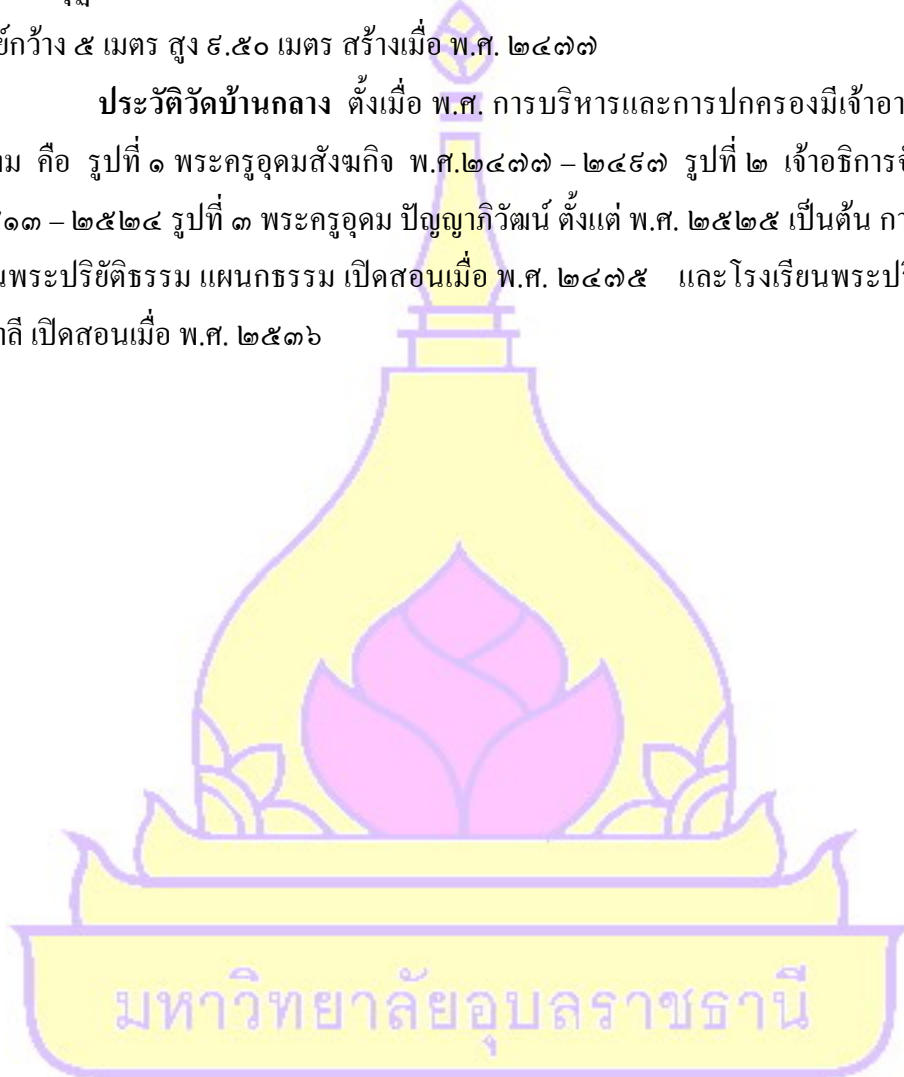 ย์กว้าง ๕ เมตร สูง ๙.๕๐ เมตร สร้างเมื่อ พ.ศ. ๒๔๗๗
ประวัติวัดบ้านกลาง ตั้งเมื่อ พ.ศ. การบริหารและการปกครองมีเจ้าอา
าม คือ รูปที่ ๑ พระครูอุดมสังฆกิจ พ.ศ.๒๔๗๗ – ๒๔๙๗ รูปที่ ๒ เจ้าอธิการจ
๑๓ – ๒๕๒๔ รูปที่ ๓ พระครูอุดม ปัญญาภิวัฒน์ ตั้งแต่ พ.ศ. ๒๕๒๕ เป็นต้น กา
นพระปริยัติธรรม แผนกธรรม เปิดสอนเมื่อ พ.ศ. ๒๔๗๕ และโรงเรียนพระปริ
าลี เปิดสอนเมื่อ พ.ศ. ๒๕๓๖
มหาวิทยาลัยอุบลราชธานี